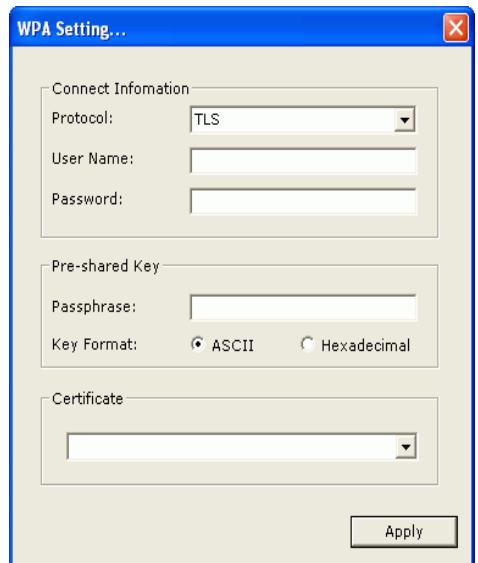 WPA Setting...
Connect Infomation
Protocol: TLS
User Name:
Password:
Pre-shared Key
Passphrase:
Key Format: ASCII Hexadecimal
Certificate
Apply